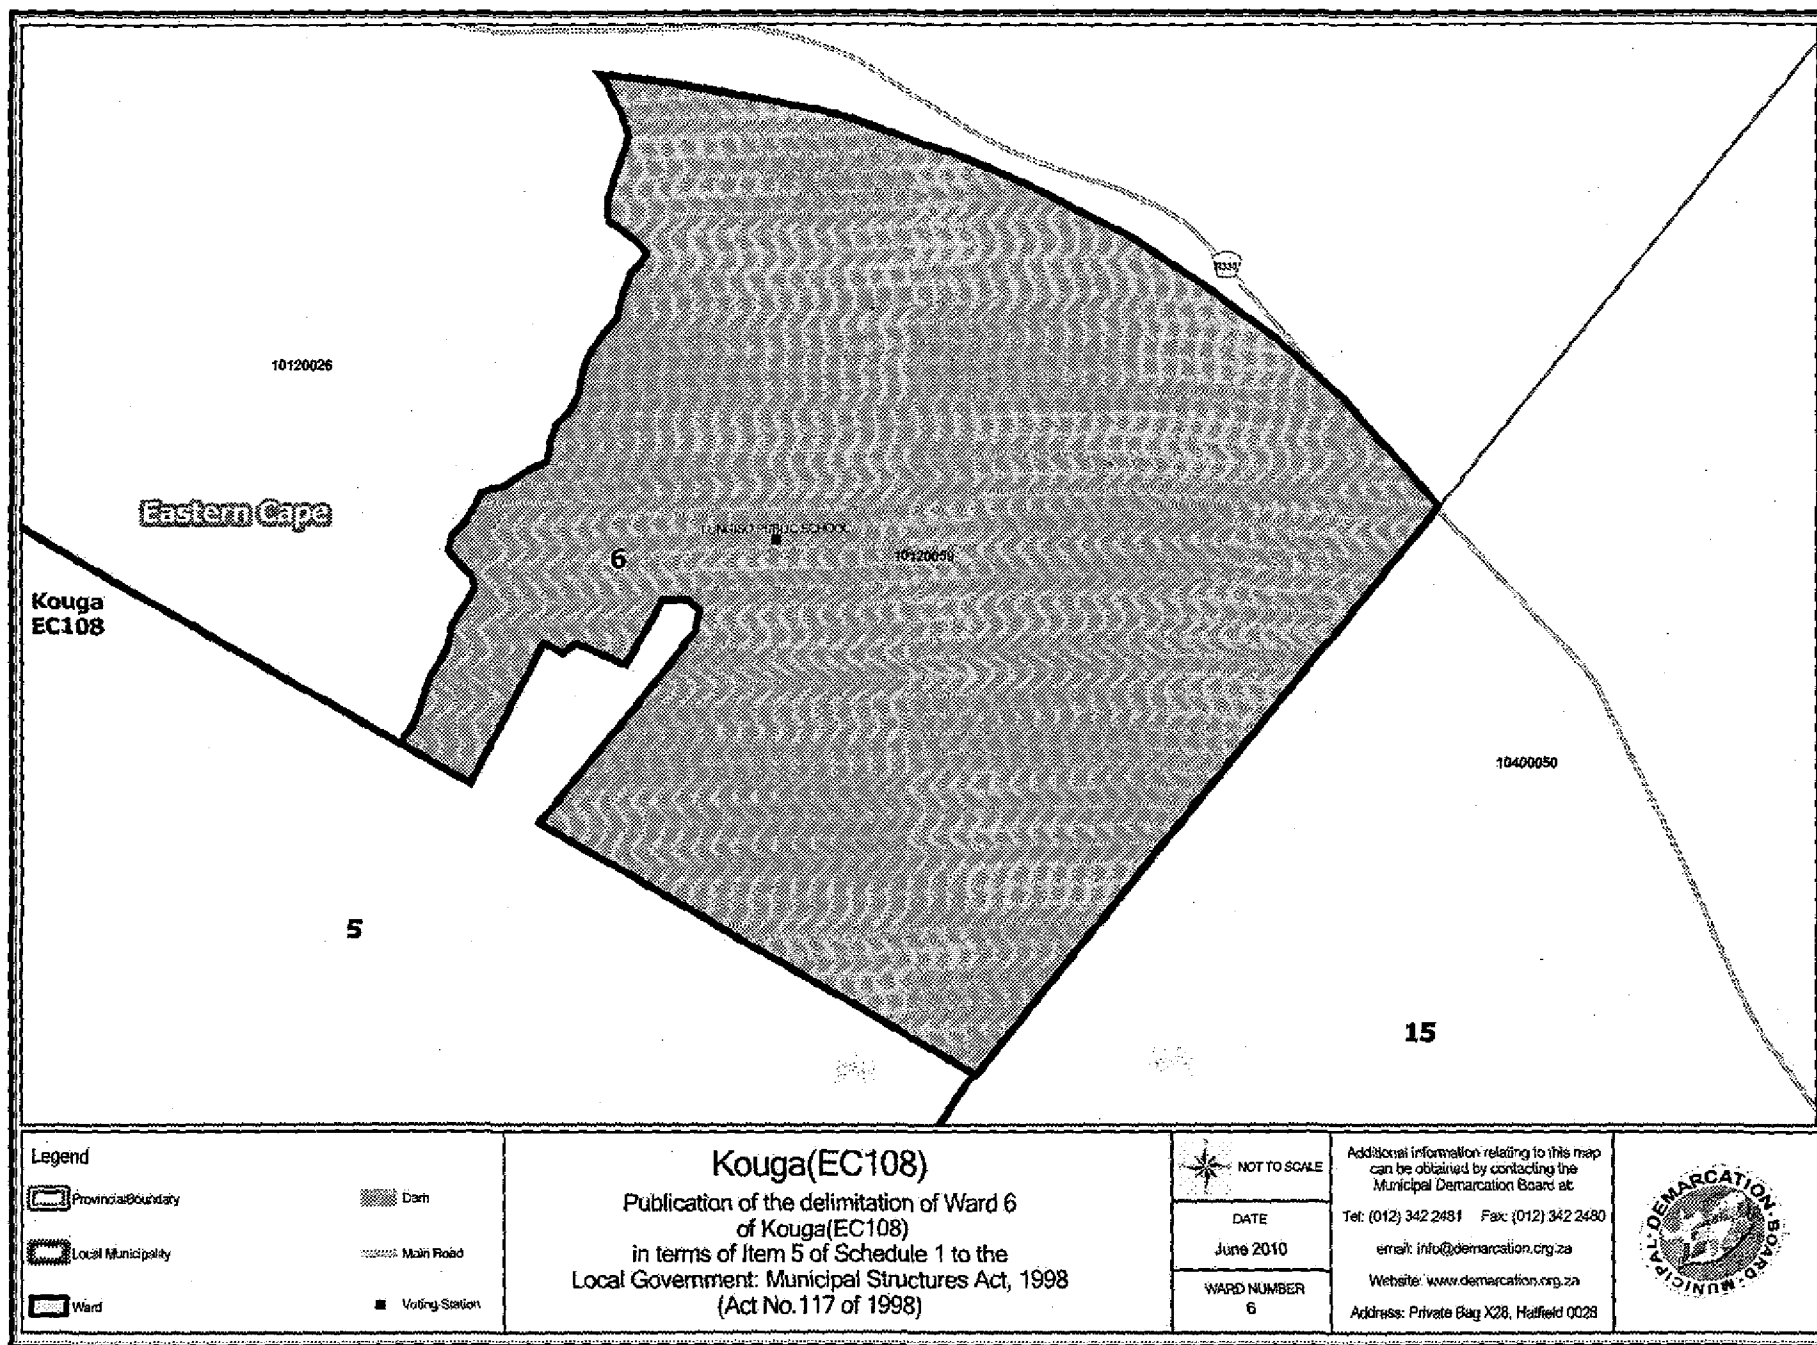 10120026
Eastern Cape
PUBLIC SCHOOL
6
10120059
Kouga
EC108
10400050
5
15
Legend
Provincial Boundary
Dam
Local Municipality
Main Road
Ward
Voting Station
Kouga(EC108)
Publication of the delimitation of Ward 6
of Kouga(EC108)
in terms of Item 5 of Schedule 1 to the
Local Government: Municipal Structures Act, 1998
(Act No.117 of 1998)
NOT TO SCALE
DATE
June 2010
WARD NUMBER
6
Additional information relating to this map
can be obtained by contacting the
Municipal Demarcation Board at:
Tel: (012) 342 2481 Fax: (012) 342 2480
email: info@demarcation.org.za
Website: www.demarcation.org.za
Address: Private Bag X28, Hatfield 0028
MUNICIPAL DEMARCATION BOARD